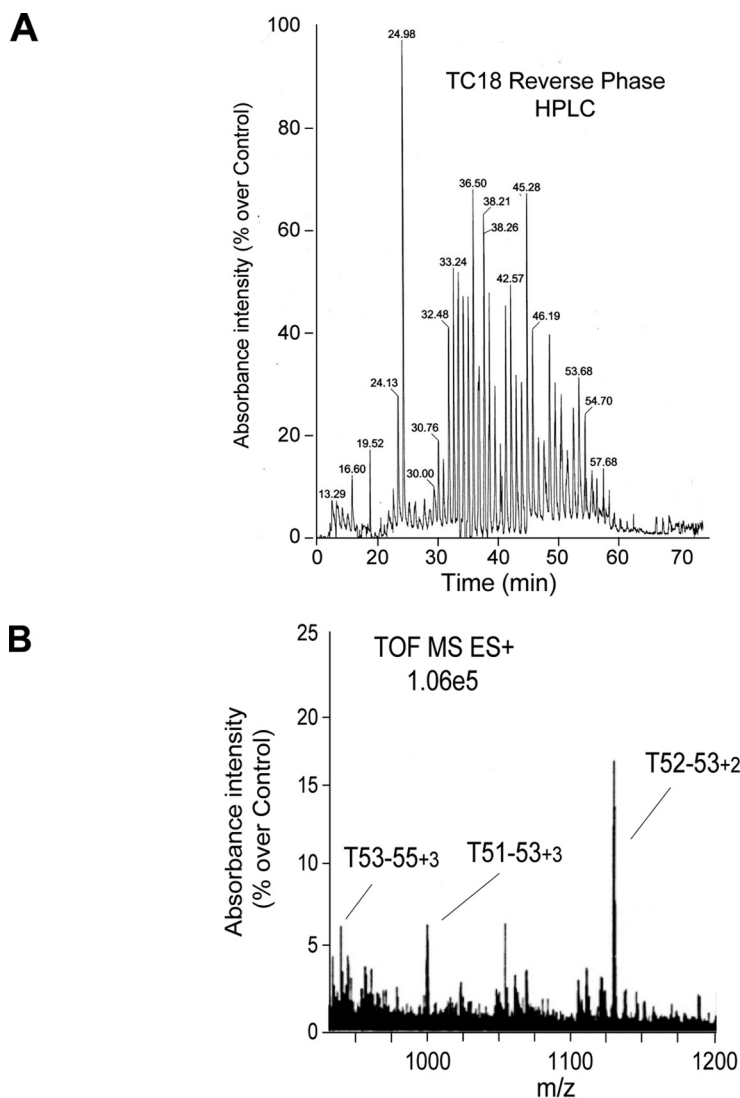 A
TC18 Reverse Phase
HPLC
Absorbance intensity (% over Control)
100
80
60
40
20
0
24.98
36.50
45.28
38.21
38.26
33.24
42.57
32.48
46.19
24.13
53.68
54.70
30.76
19.52
16.60
30.00
57.68
13.29
0 20 30 40 50 60 70
Time (min)
B
TOF MS ES+
1.06e5
Absorbance intensity
(% over Control)
25
20
15
10
5
0
T52-53+2
T53-55+3
T51-53+3
1000 1100 1200
m/z